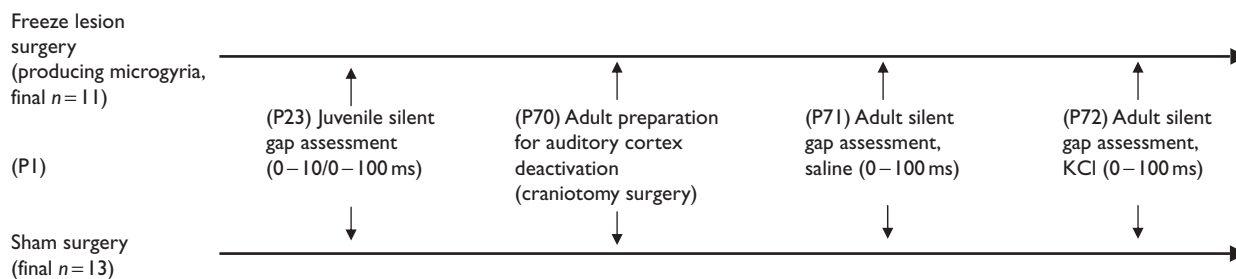 Freeze lesion
surgery
(producing microgyria,
final n=11)
(P1)
Sham surgery
(final n=13)
(P23) Juvenile silent
gap assessment
(0–10/0–100 ms)
(P70) Adult preparation
for auditory cortex
deactivation
(craniotomy surgery)
(P71) Adult silent
gap assessment,
saline (0–100 ms)
(P72) Adult silent
gap assessment,
KCl (0–100 ms)